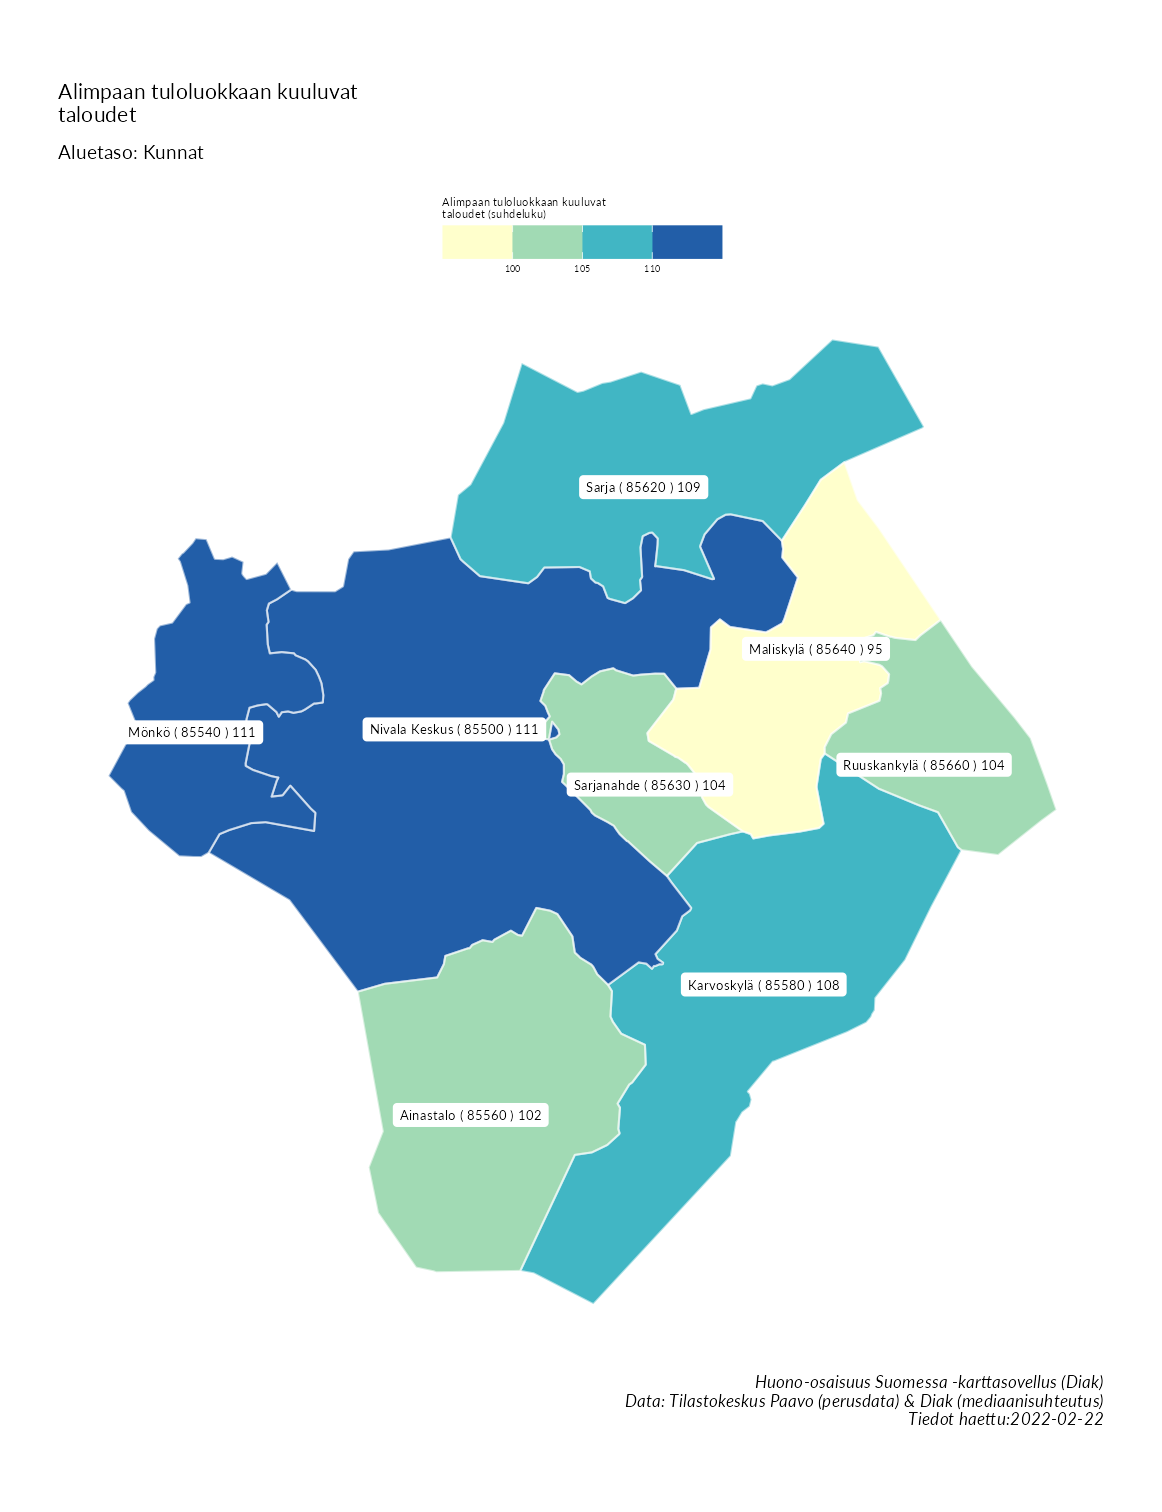 Alimpaan tuloluokkaan kuuluvat
taloudet
Aluetaso: Kunnat
Alimpaan tuloluokkaan kuuluvat
taloudet (suhdeluku)
100 105 110
Sarja ( 85620 ) 109
Maliskylä ( 85640 ) 95
Mönkö ( 85540 ) 111
Nivala Keskus ( 85500 ) 111
Ruuskankylä ( 85660 ) 104
Sarjanahde ( 85630 ) 104
Karvoskylä ( 85580 ) 108
Ainastalo ( 85560 ) 102
Huono-osaisuus Suomessa -karttasovellus (Diak)
Data: Tilastokeskus Paavo (perusdata) & Diak (mediaanisuhteutus)
Tiedot haettu:2022-02-22